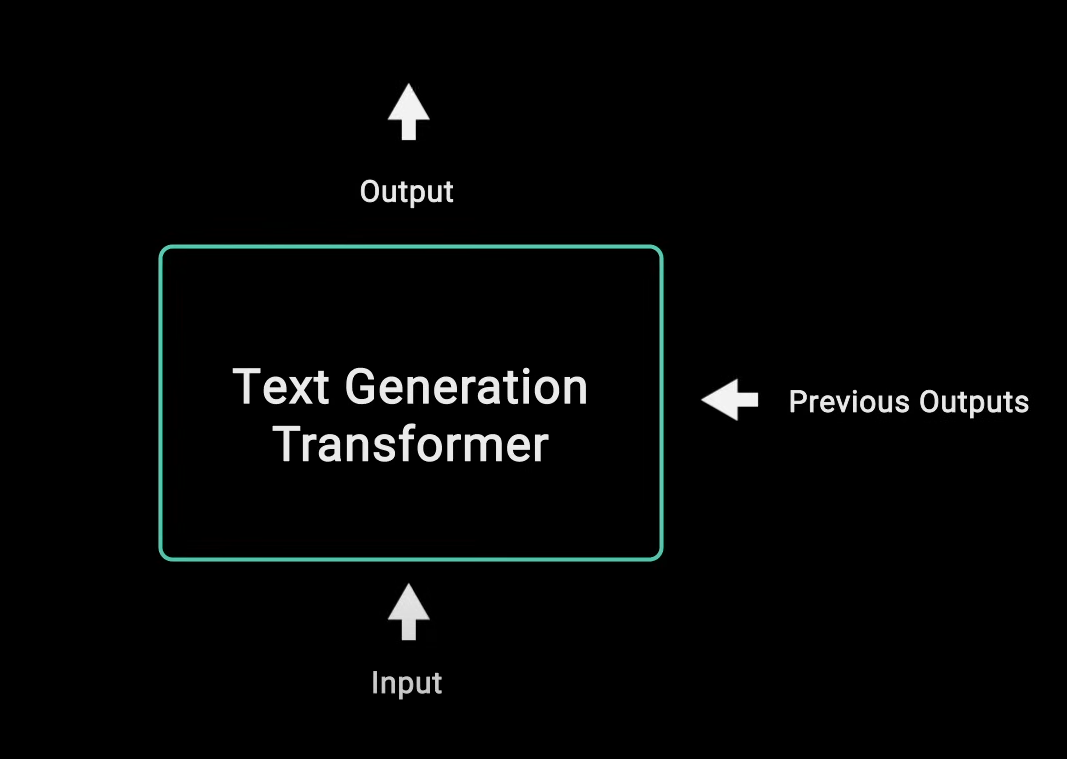 Output
Text Generation
Transformer
Previous Outputs
Input